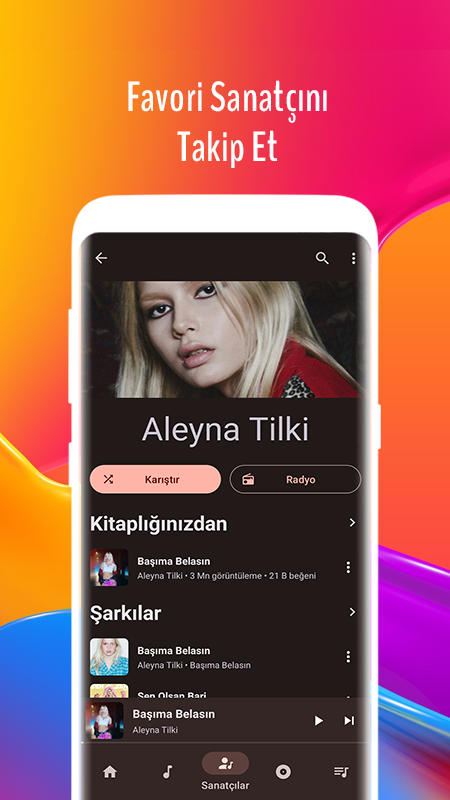 Favori Sanatçını
Takip Et
Aleyna Tilki
Karıştır
Radyo
Kitaplığınızdan
Başıma Belasın
Aleyna Tilki • 3 Mn görüntüleme • 21 B beğeni
Şarkılar
Başıma Belasın
Aleyna Tilki • Başıma Belasın
Sen Olsan Bari
Başıma Belasın
Aleyna Tilki
Sanatçılar